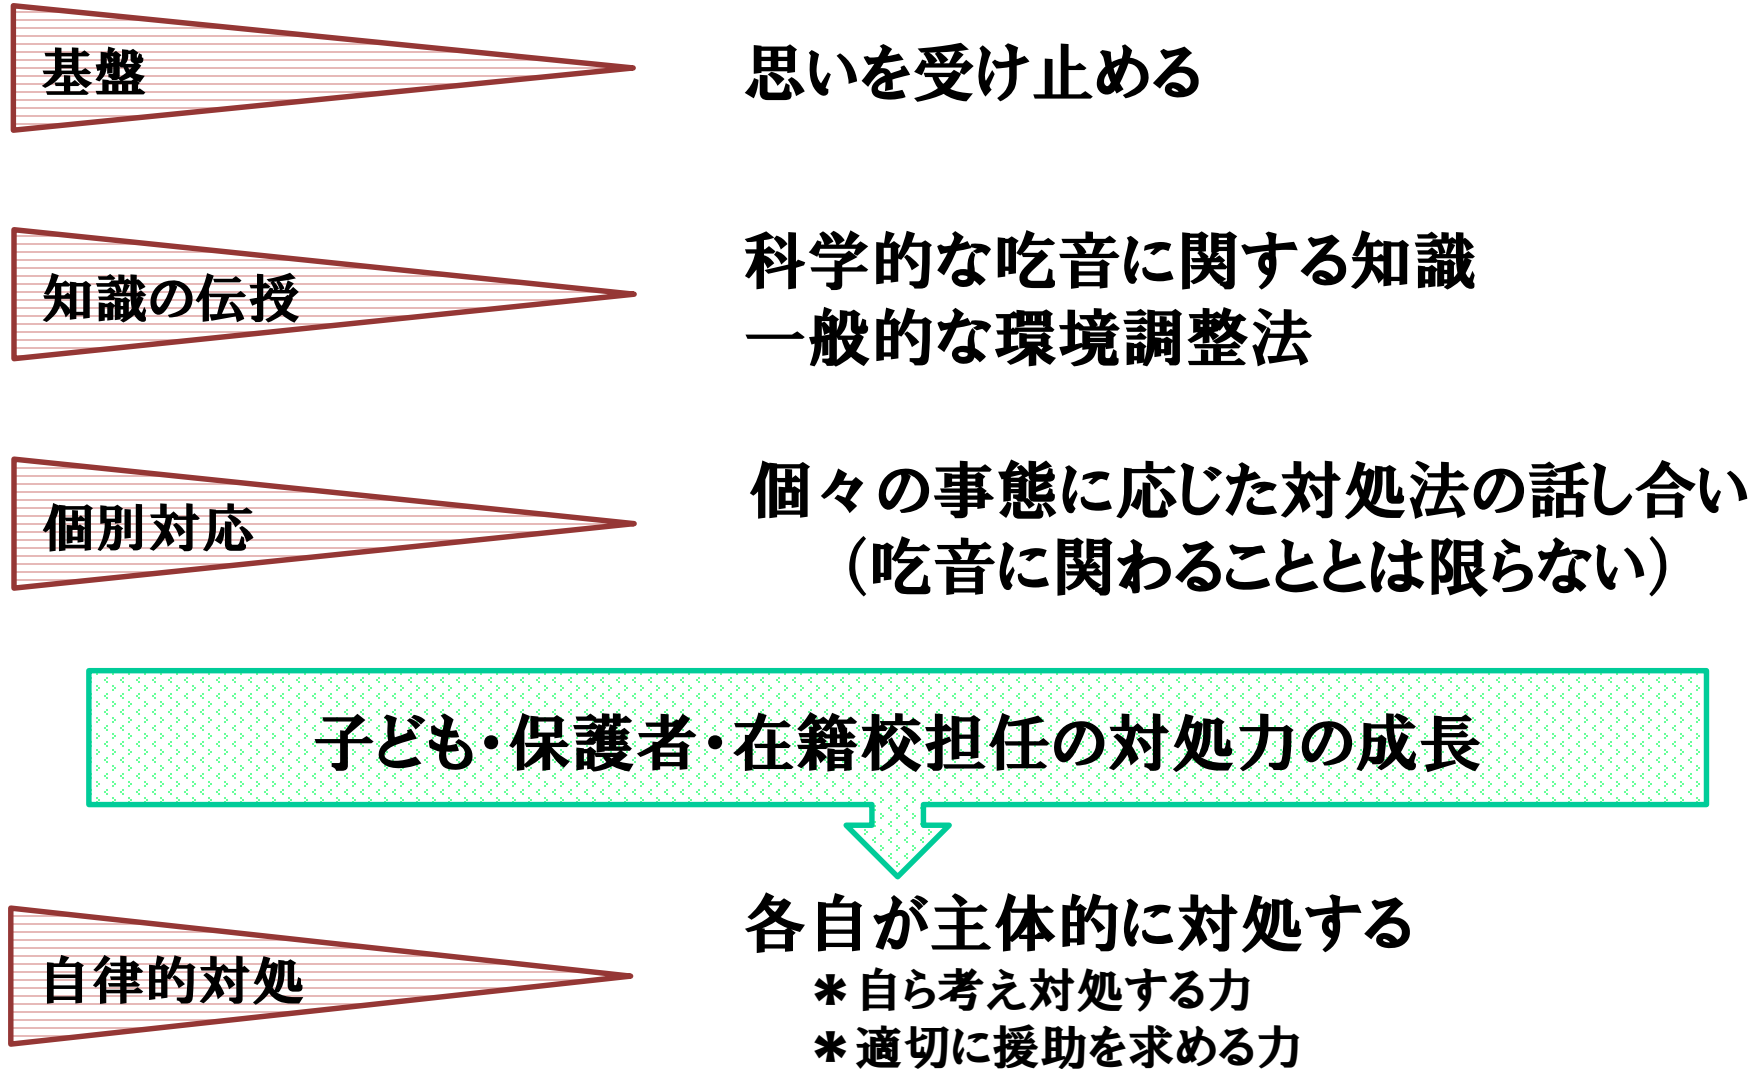 基盤
思いを受け止める
知識の伝授
科学的な吃音に関する知識
一般的な環境調整法
個別対応
個々の事態に応じた対処法の話し合い
（吃音に関わることとは限らない）
子ども・保護者・在籍校担任の対処力の成長
自律的対処
各自が主体的に対処する
＊自ら考え対処する力
＊適切に援助を求める力